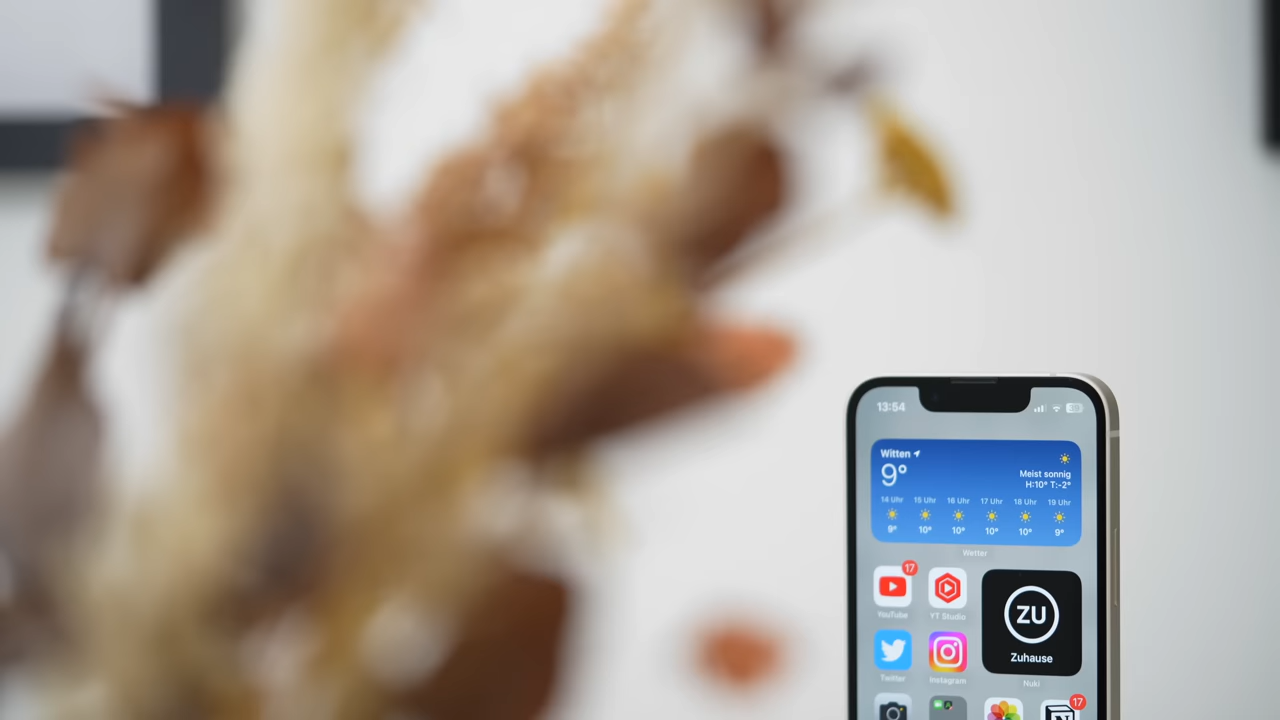 13:54
Witten
9°
Meist sonnig
H:10° T:-2°
14 Uhr 15 Uhr 16 Uhr 17 Uhr 18 Uhr 19 Uhr
9° 10° 10° 10° 10° 9°
Wetter
17
YouTube
YT Studio
ZU
Zuhause
Nuki
Twitter
Instagram
17